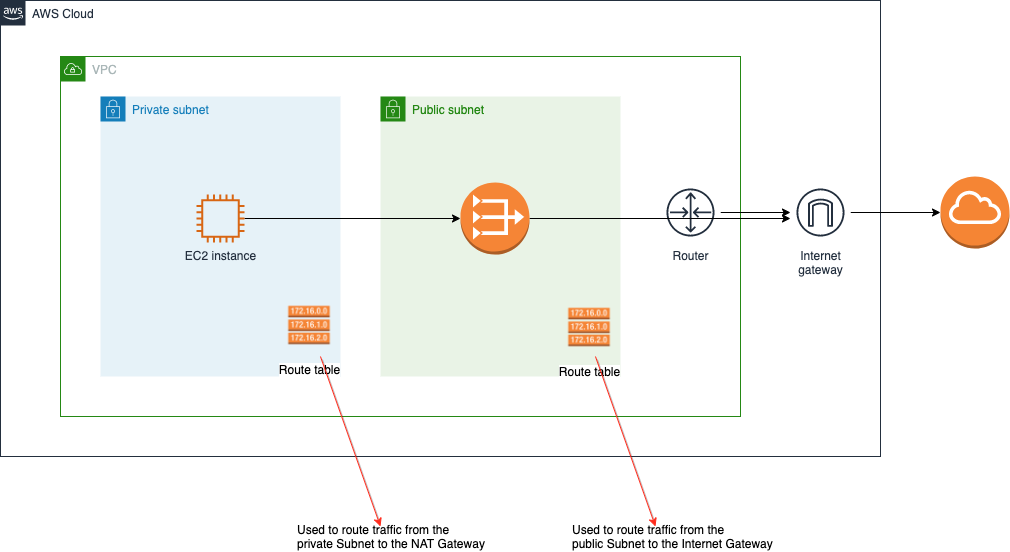 aws
AWS Cloud
VPC
Private subnet
Public subnet
EC2 instance
Router
Internet
gateway
172.16.0.0
172.16.1.0
172.16.2.0
Route table
172.16.0.0
172.16.1.0
172.16.2.0
Route table
Used to route traffic from the
private Subnet to the NAT Gateway
Used to route traffic from the
public Subnet to the Internet Gateway